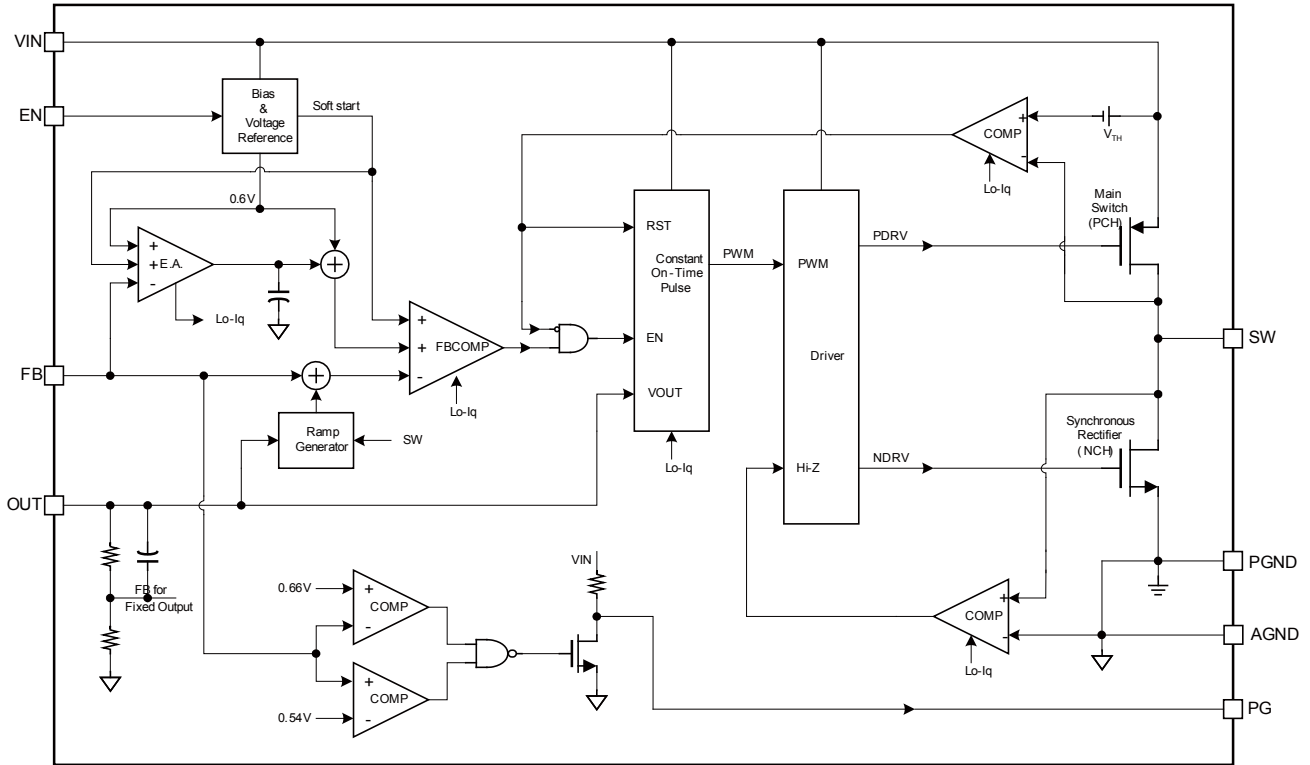 VIN
EN
Bias
&
Voltage
Reference
Soft start
0.6V
+
+ E.A.
-
Lo-Iq
+
+
+
-
FBCOMP
Lo-Iq
FB
+
Ramp
Generator
SW
OUT
FB for
Fixed Output
RST
Constant
On-Time
Pulse
EN
VOUT
Lo-Iq
PWM
PWM
Driver
Hi-Z
PDRV
NDRV
+
-
COMP
Lo-Iq
VTH
Main
Switch
(PCH)
SW
Synchronous
Rectifier
(NCH)
+
-
COMP
Lo-Iq
PGND
AGND
0.66V
+
-
COMP
+
-
COMP
0.54V
VIN
PG